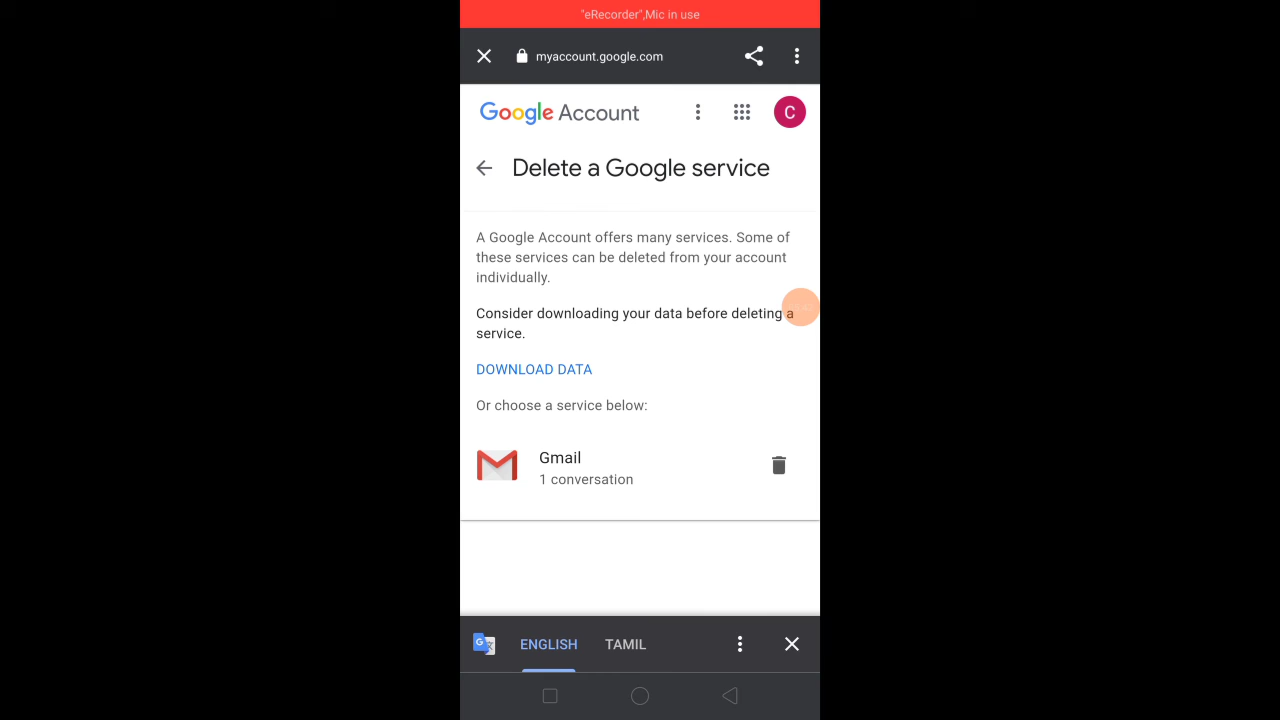 "eRecorder",Mic in use
myaccount.google.com
Google Account
C
Delete a Google service
A Google Account offers many services. Some of
these services can be deleted from your account
individually.
Consider downloading your data before deleting a
service.
DOWNLOAD DATA
Or choose a service below:
Gmail
1 conversation
ENGLISH TAMIL